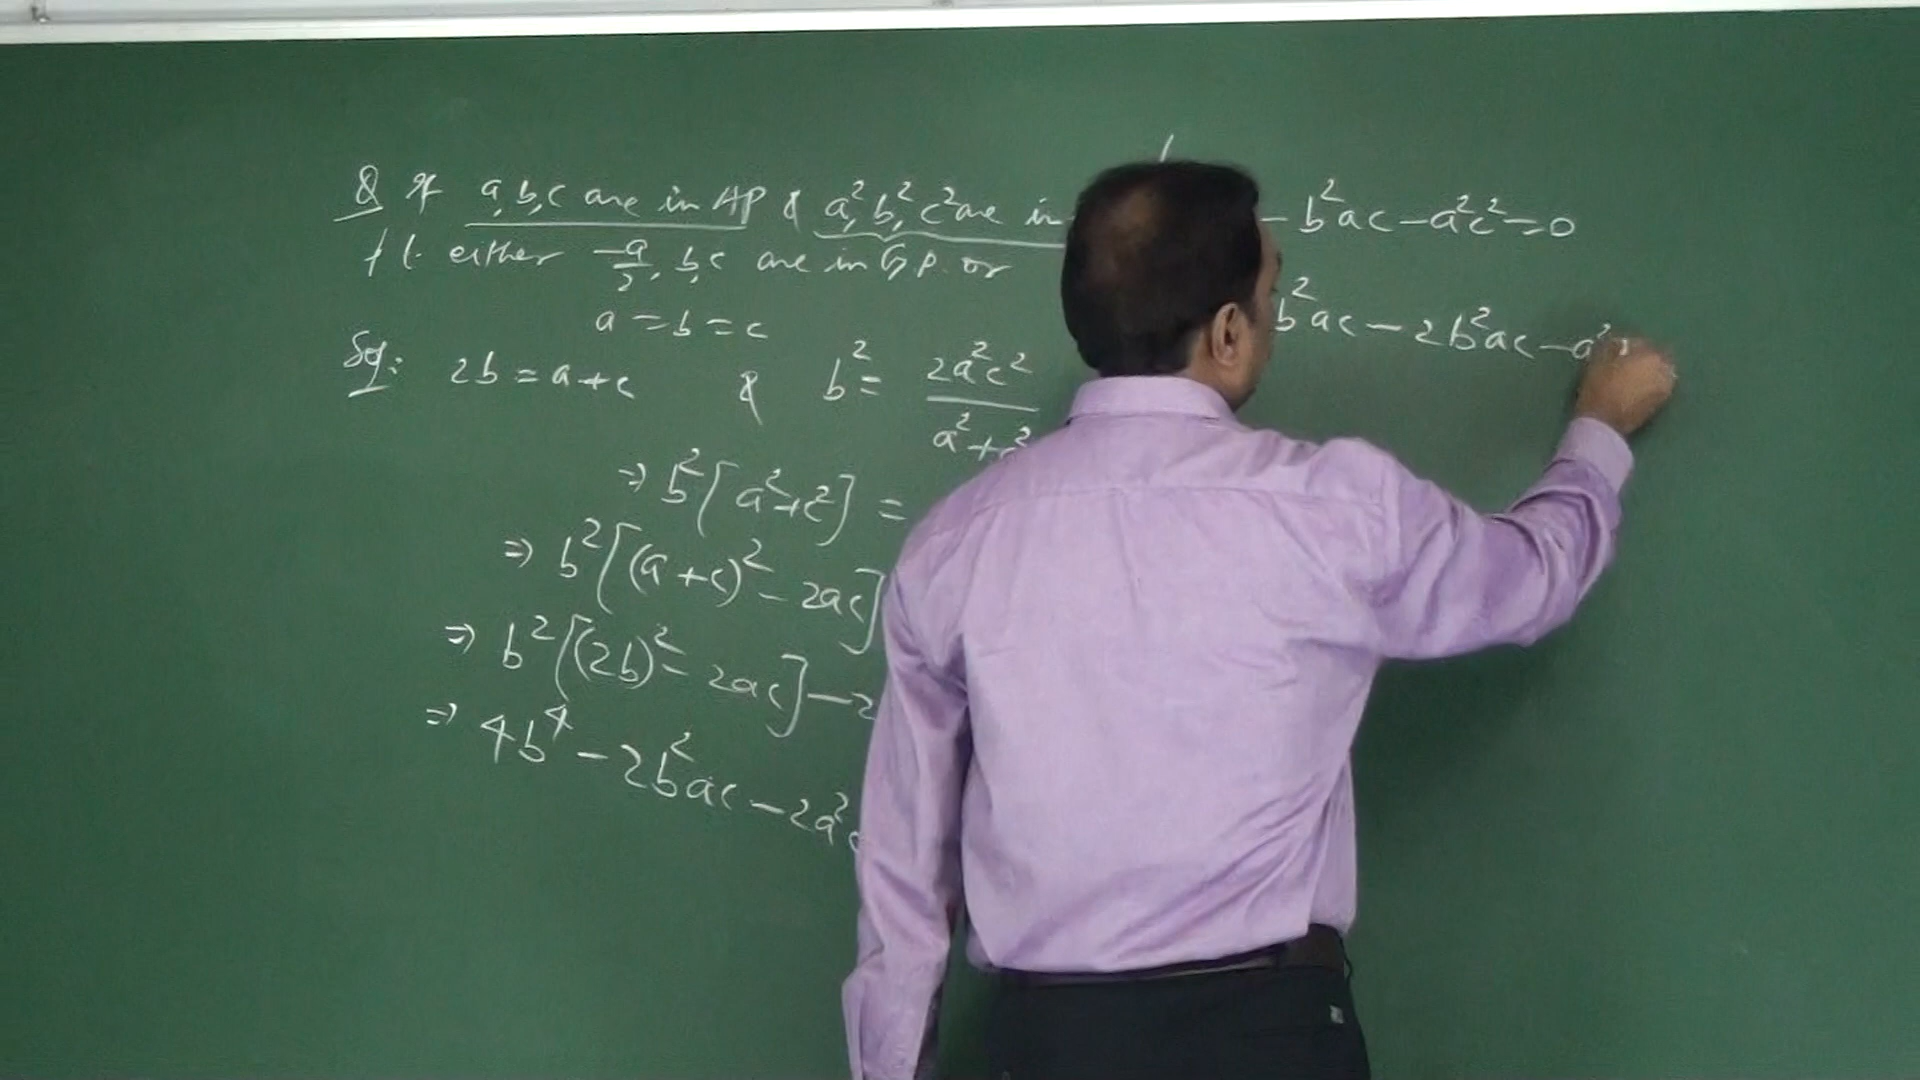 Q If a, b, c are in AP & a², b², c² are in
P.T. either -a/2, b, c are in G.P. or
a = b = c
Sol: 2b = a+c & b² = 2a²c²/a²+c²
⇒ b²[a²+c²] =
⇒ b²[(a+c)² - 2ac]
⇒ b²[(2b)² - 2ac] - 2
⇒ 4b⁴ - 2b²ac - 2a²c
- b²ac - a²c² = 0
b²ac - 2b²ac - a²